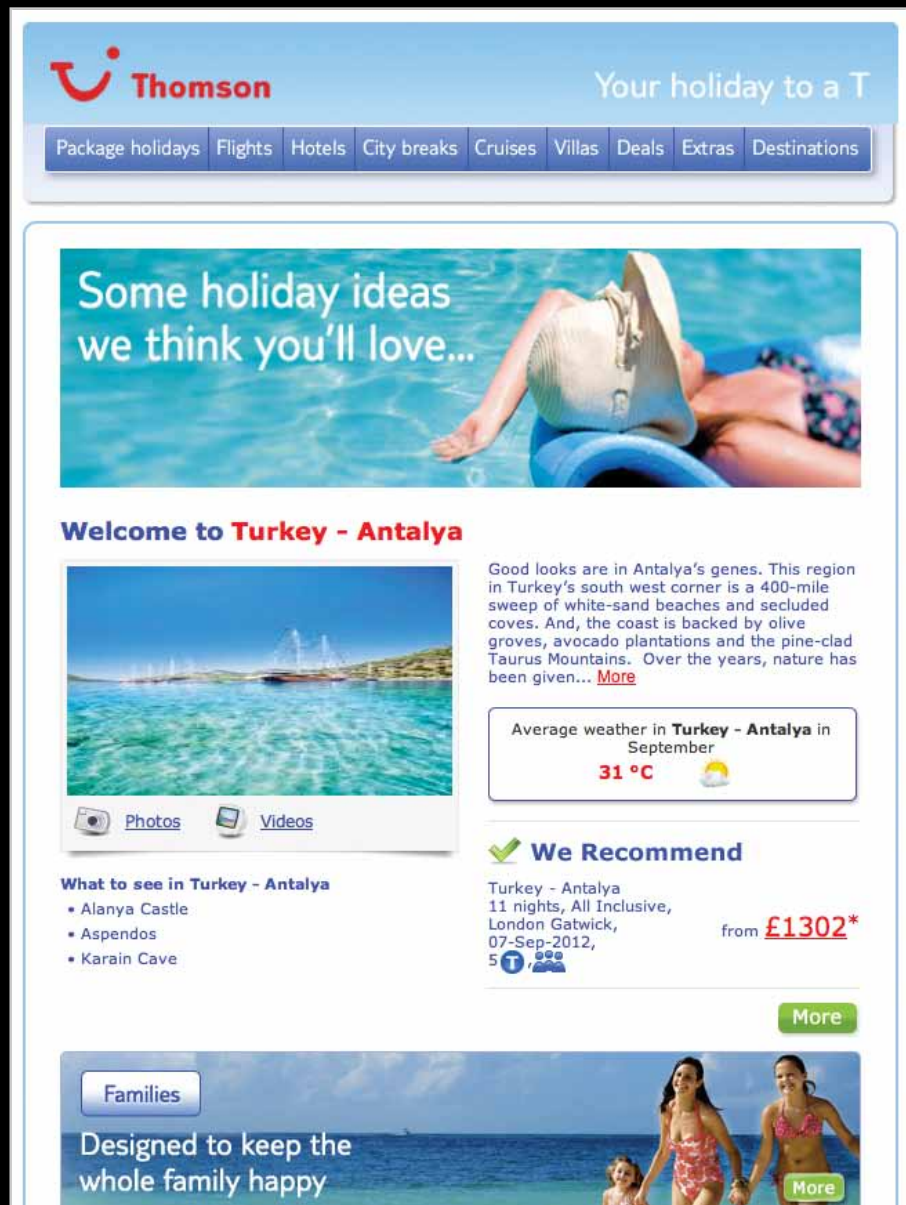 Thomson
Your holiday to a T
Package holidays Flights Hotels City breaks Cruises Villas Deals Extras Destinations
Some holiday ideas
we think you'll love...
Welcome to Turkey - Antalya
Photos Videos
What to see in Turkey - Antalya
• Alanya Castle
• Aspendos
• Karain Cave
Good looks are in Antalya's genes. This region
in Turkey's south west corner is a 400-mile
sweep of white-sand beaches and secluded
coves. And, the coast is backed by olive
groves, avocado plantations and the pine-clad
Taurus Mountains. Over the years, nature has
been given... More
Average weather in Turkey - Antalya in
September
31 °C
We Recommend
Turkey - Antalya
11 nights, All Inclusive,
London Gatwick,
07-Sep-2012,
5 T ,
from £1302*
More
Families
Designed to keep the
whole family happy
More